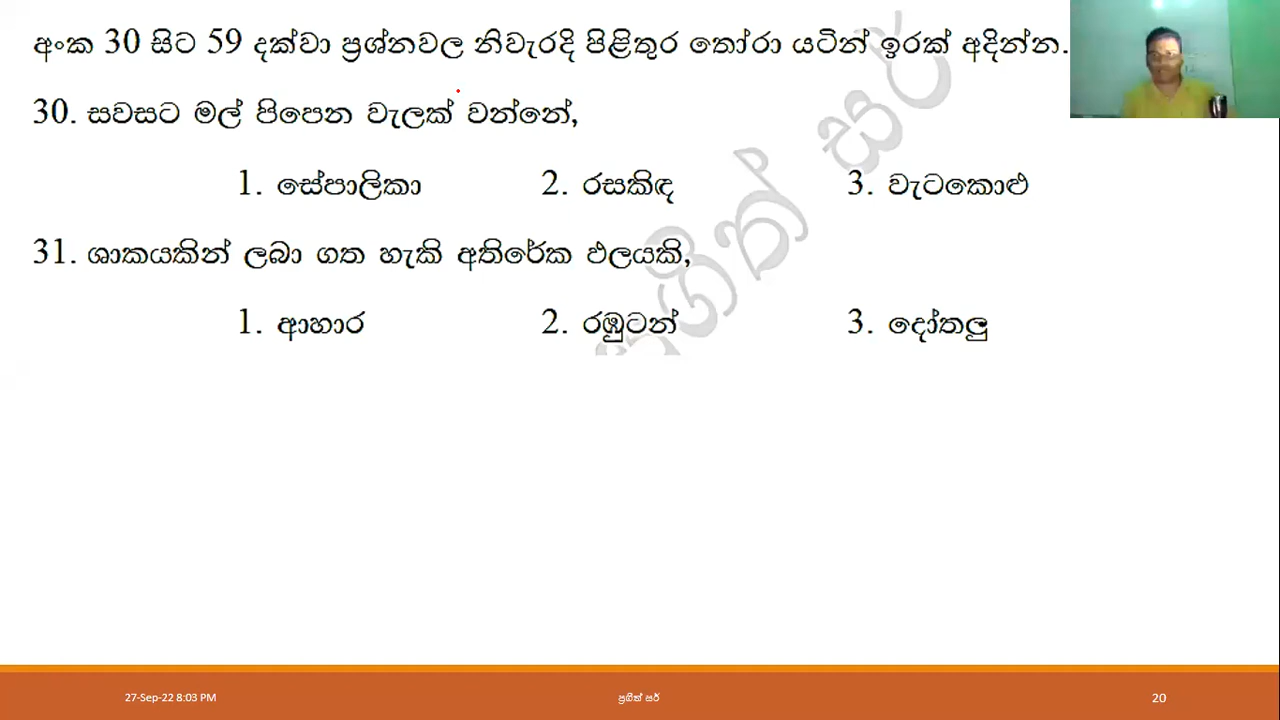 අංක 30 සිට 59 දක්වා ප්‍රශ්නවල නිවැරදි පිළිතුර තෝරා යටින් ඉරක් අදින්න.
30. සවසට මල් පිපෙන වැලක් වන්නේ,
1. සේපාලිකා 2. රසකිඳ 3. වැටකොළු
31. ශාකයකින් ලබා ගත හැකි අතිරේක ඵලයකි,
1. ආහාර 2. රඹුටන් 3. දෝතලු
27-Sep-22 8:03 PM ප්‍රගිත් සර් 20